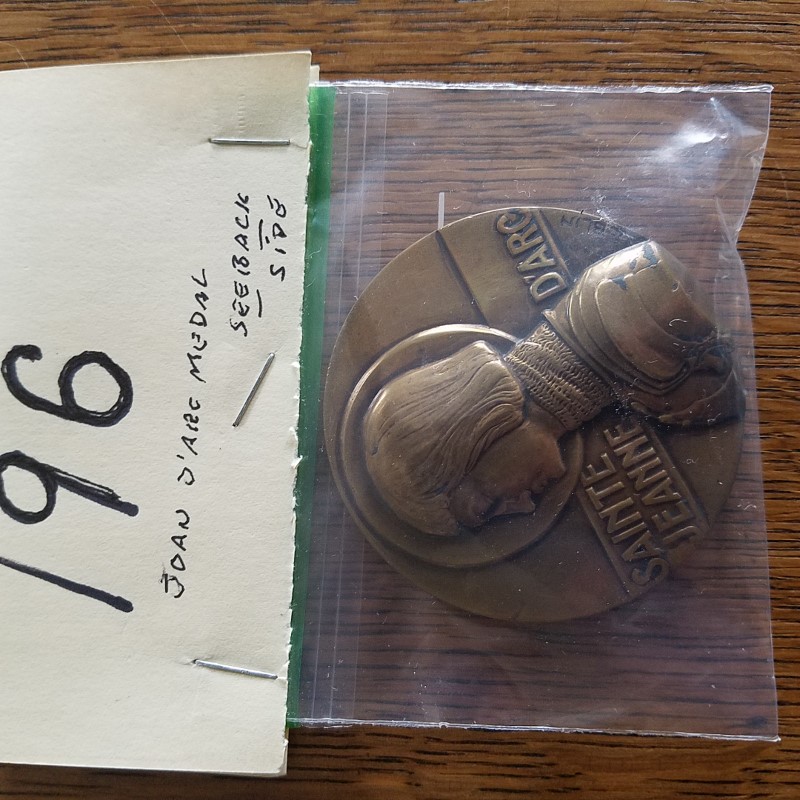 196
JOAN D'ARC MEDAL
SEE BACK
SIDE
SAINTE
JEANNE
D'ARC